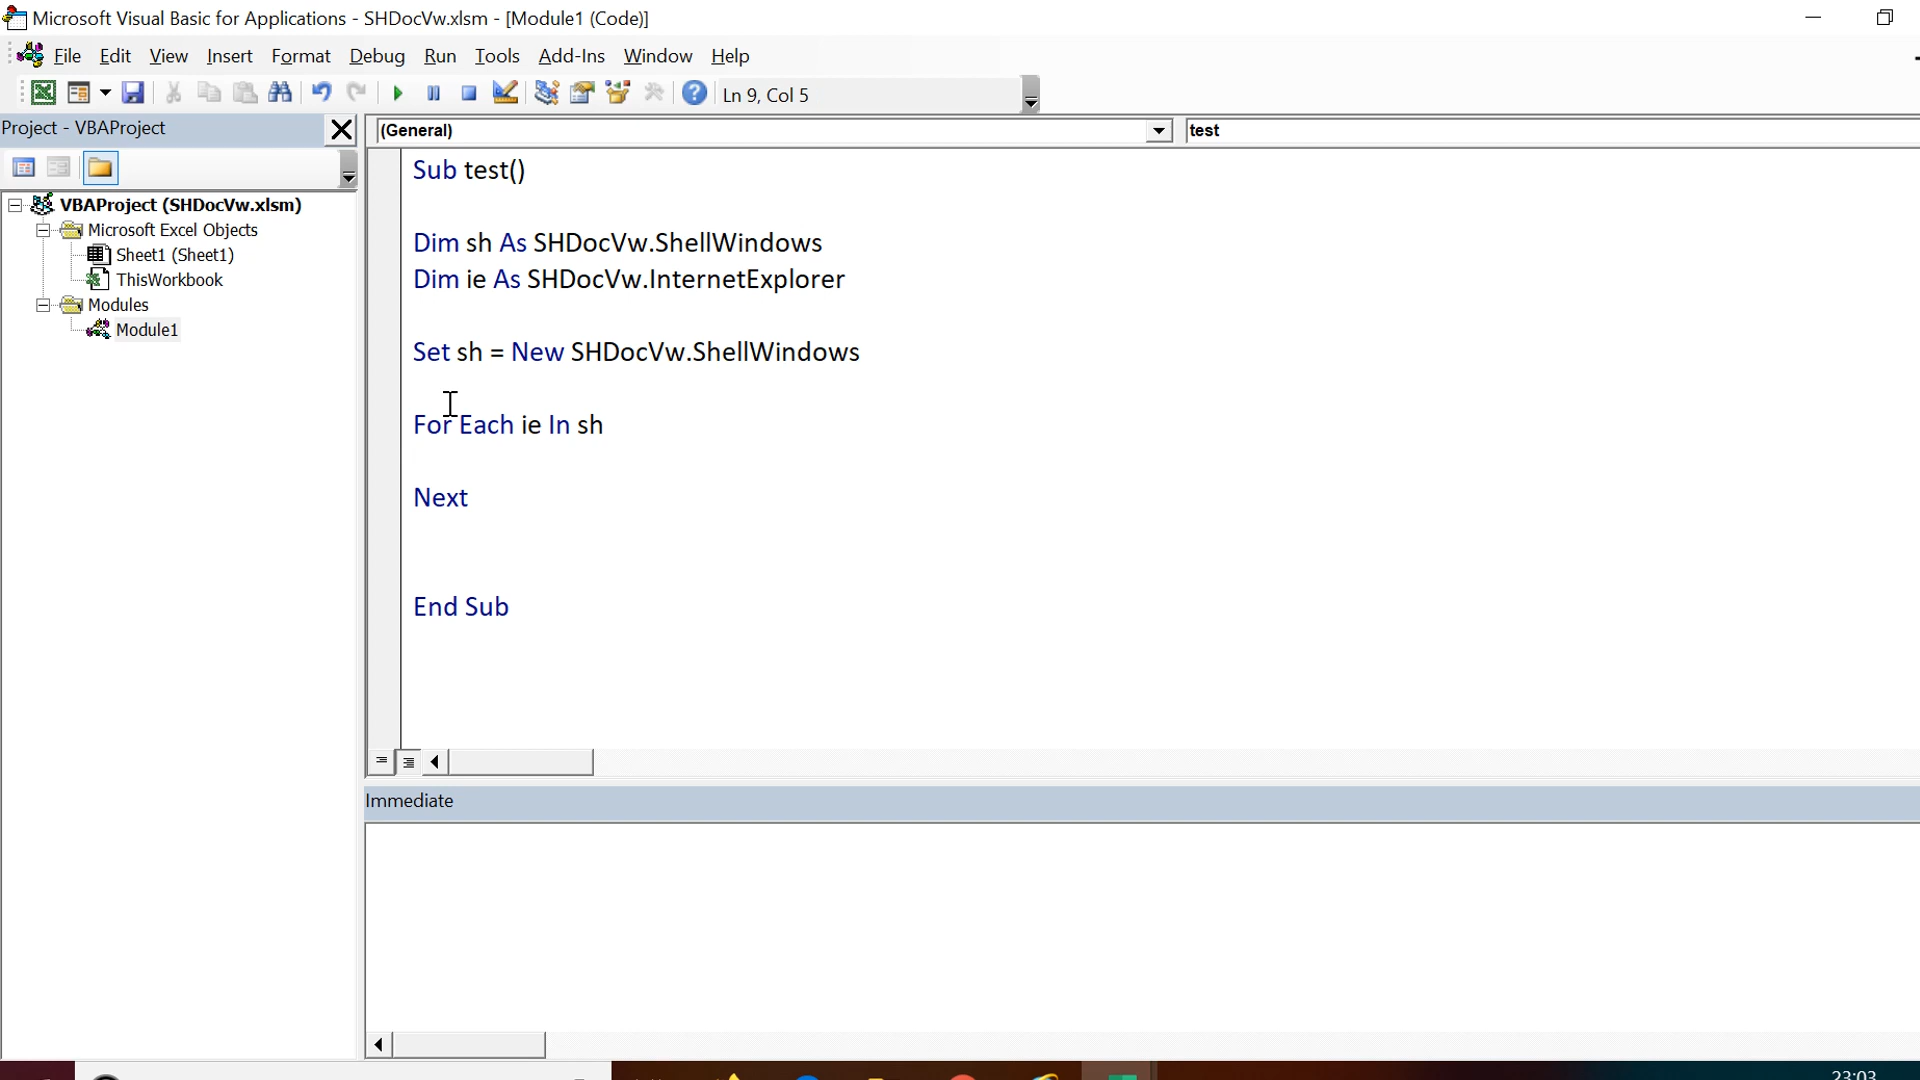 Microsoft Visual Basic for Applications - SHDocVw.xlsm - [Module1 (Code)]
File Edit View Insert Format Debug Run Tools Add-Ins Window Help
Ln 9, Col 5
Project - VBAProject
(General)
test
VBAProject (SHDocVw.xlsm)
Microsoft Excel Objects
Sheet1 (Sheet1)
ThisWorkbook
Modules
Module1
Sub test()
Dim sh As SHDocVw.ShellWindows
Dim ie As SHDocVw.InternetExplorer
Set sh = New SHDocVw.ShellWindows
For Each ie In sh
Next
End Sub
Immediate
23:03